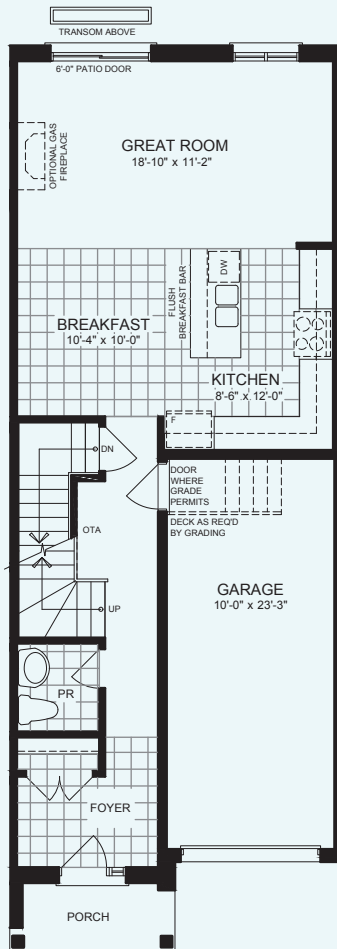 TRANSOM ABOVE
6'-0" PATIO DOOR
OPTIONAL GAS
FIREPLACE
GREAT ROOM
18'-10" x 11'-2"
DW
FLUSH
BREAKFAST BAR
BREAKFAST
10'-4" x 10'-0"
KITCHEN
8'-6" x 12'-0"
F
DN
DOOR
WHERE
GRADE
PERMITS
DECK AS REQ'D
BY GRADING
OTA
GARAGE
10'-0" x 23'-3"
UP
PR
FOYER
PORCH